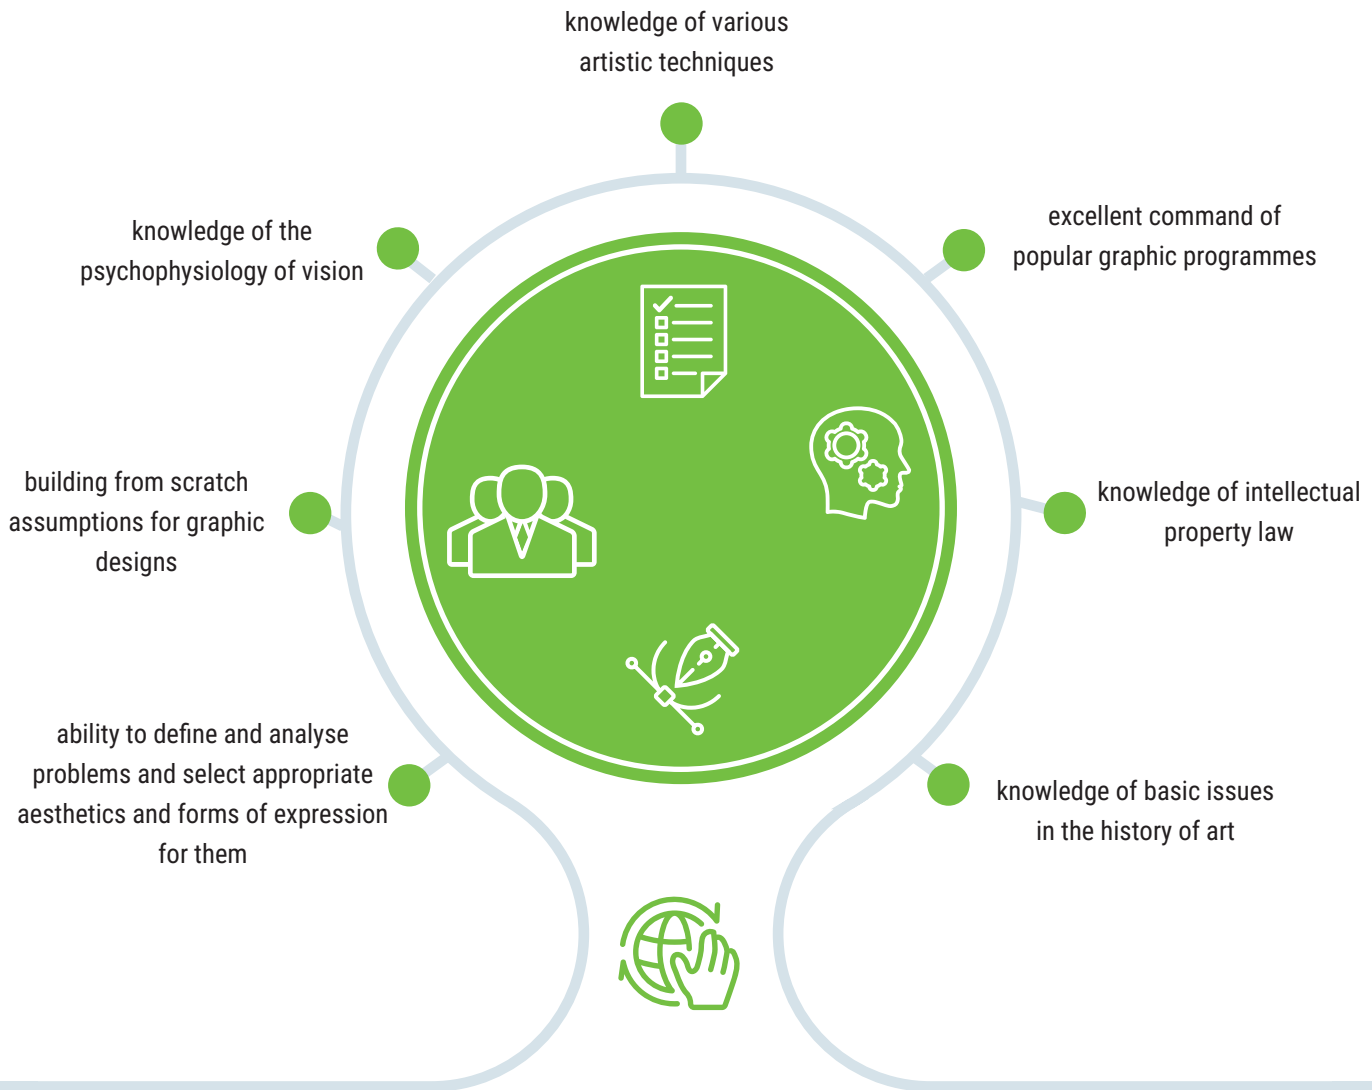 knowledge of various
artistic techniques
knowledge of the
psychophysiology of vision
excellent command of
popular graphic programmes
building from scratch
assumptions for graphic
designs
knowledge of intellectual
property law
ability to define and analyse
problems and select appropriate
aesthetics and forms of expression
for them
knowledge of basic issues
in the history of art